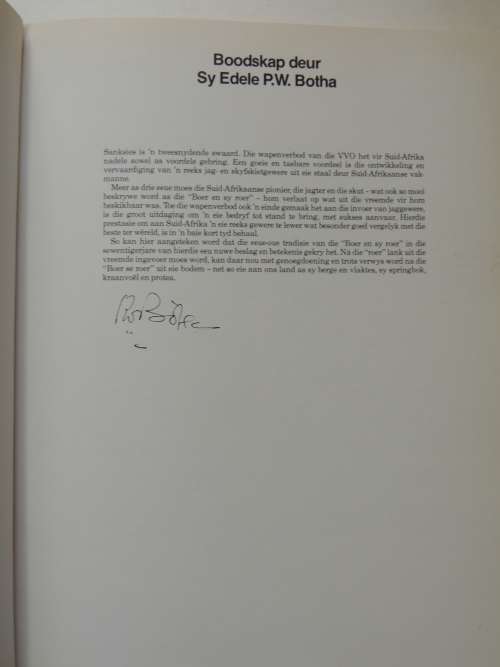 Boodskap deur
Sy Edele P.W. Botha
Sanksies is 'n tweesnydende swaard. Die wapenverbod van die VVO het vir Suid-Afrika
nadele sowel as voordele gebring. Een goeie en tasbare voordeel is die ontwikkeling en
vervaardiging van 'n reeks jag- en skyfskietgewere uit eie staal deur Suid-Afrikaanse vak-
manne.
Meer as drie eeue moes die Suid-Afrikaanse pionier, die jagter en die skut – wat ook so mooi
beskrywe word as die "Boer en sy roer" – hom verlaat op wat uit die vreemde vir hom
beskikbaar was. Toe die wapenverbod ook 'n einde gemaak het aan die invoer van jaggewere,
is die groot uitdaging om 'n eie bedryf tot stand te bring, met sukses aanvaar. Hierdie
prestasie om aan Suid-Afrika 'n eie reeks gewere te lewer wat besonder goed vergelyk met die
beste ter wêreld, is in 'n baie kort tyd behaal.
So kan hier aangeteken word dat die eeue-oue tradisie van die "Boer en sy roer" in die
sewentigerjare van hierdie eeu nuwe beslag en betekenis gekry het. Na die "roer" lank uit die
vreemde ingevoer moes word, kan daar nou met genoegdoening en trots verwys word na die
"Boer se roer" uit eie bodem – net so eie aan ons land as sy berge en vlaktes, sy springbok,
kraanvoël en protea.
PW Botha